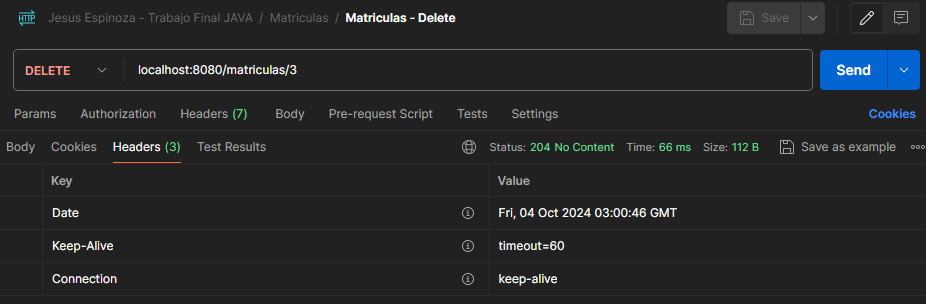 HTTP Jesus Espinoza - Trabajo Final JAVA / Matriculas / Matriculas - Delete Save
DELETE localhost:8080/matriculas/3 Send
Params Authorization Headers (7) Body Pre-request Script Tests Settings Cookies
Body Cookies Headers (3) Test Results Status: 204 No Content Time: 66 ms Size: 112 B Save as example
Key Value
Date Fri, 04 Oct 2024 03:00:46 GMT
Keep-Alive timeout=60
Connection keep-alive